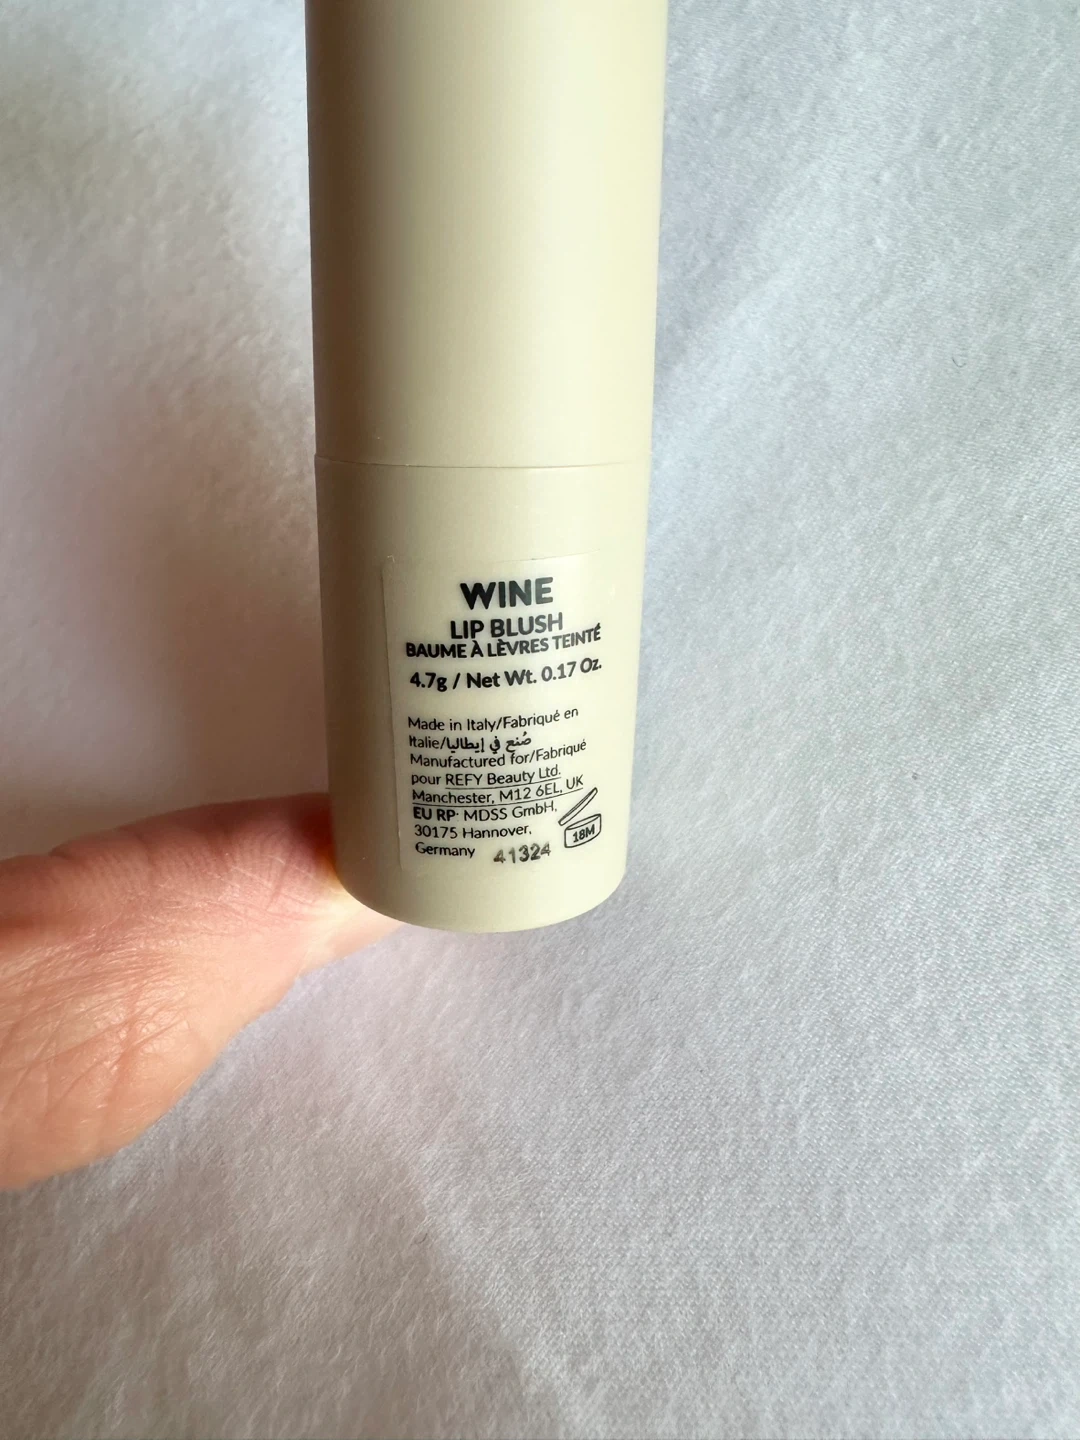 WINE
LIP BLUSH
BAUME À LÈVRES TEINTÉ
4.7g / Net Wt. 0.17 Oz.
Made in Italy/Fabriqué en
Italie/صُنع في إيطاليا
Manufactured for/Fabriqué
pour REFY Beauty Ltd.
Manchester, M12 6EL, UK
EU RP: MDSS GmbH,
30175 Hannover,
Germany 41324
18M